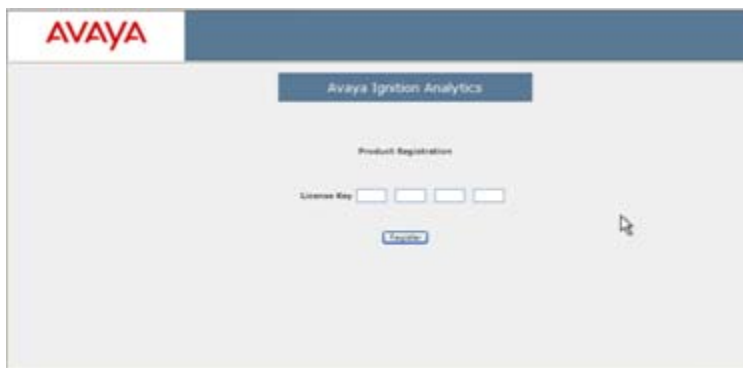 AVAYA
Avaya Ignition Analytics
Product Registration
License Key
Register